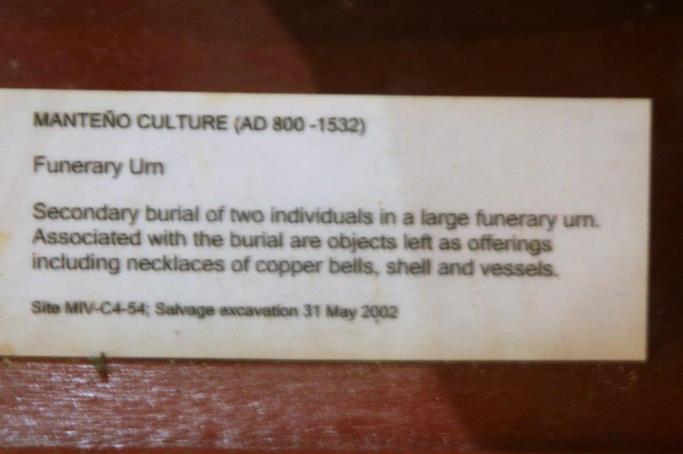 MANTEÑO CULTURE (AD 800 -1532)
Funerary Urn
Secondary burial of two individuals in a large funerary urn.
Associated with the burial are objects left as offerings
including necklaces of copper bells, shell and vessels.
Site MIV-C4-54; Salvage excavation 31 May 2002